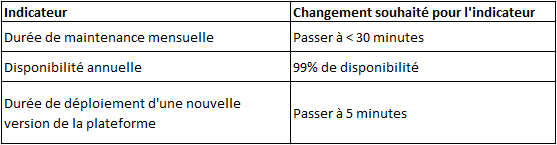 Indicateur
Changement souhaité pour l'indicateur
Durée de maintenance mensuelle
Passer à < 30 minutes
Disponibilité annuelle
99% de disponibilité
Durée de déploiement d'une nouvelle
version de la plateforme
Passer à 5 minutes